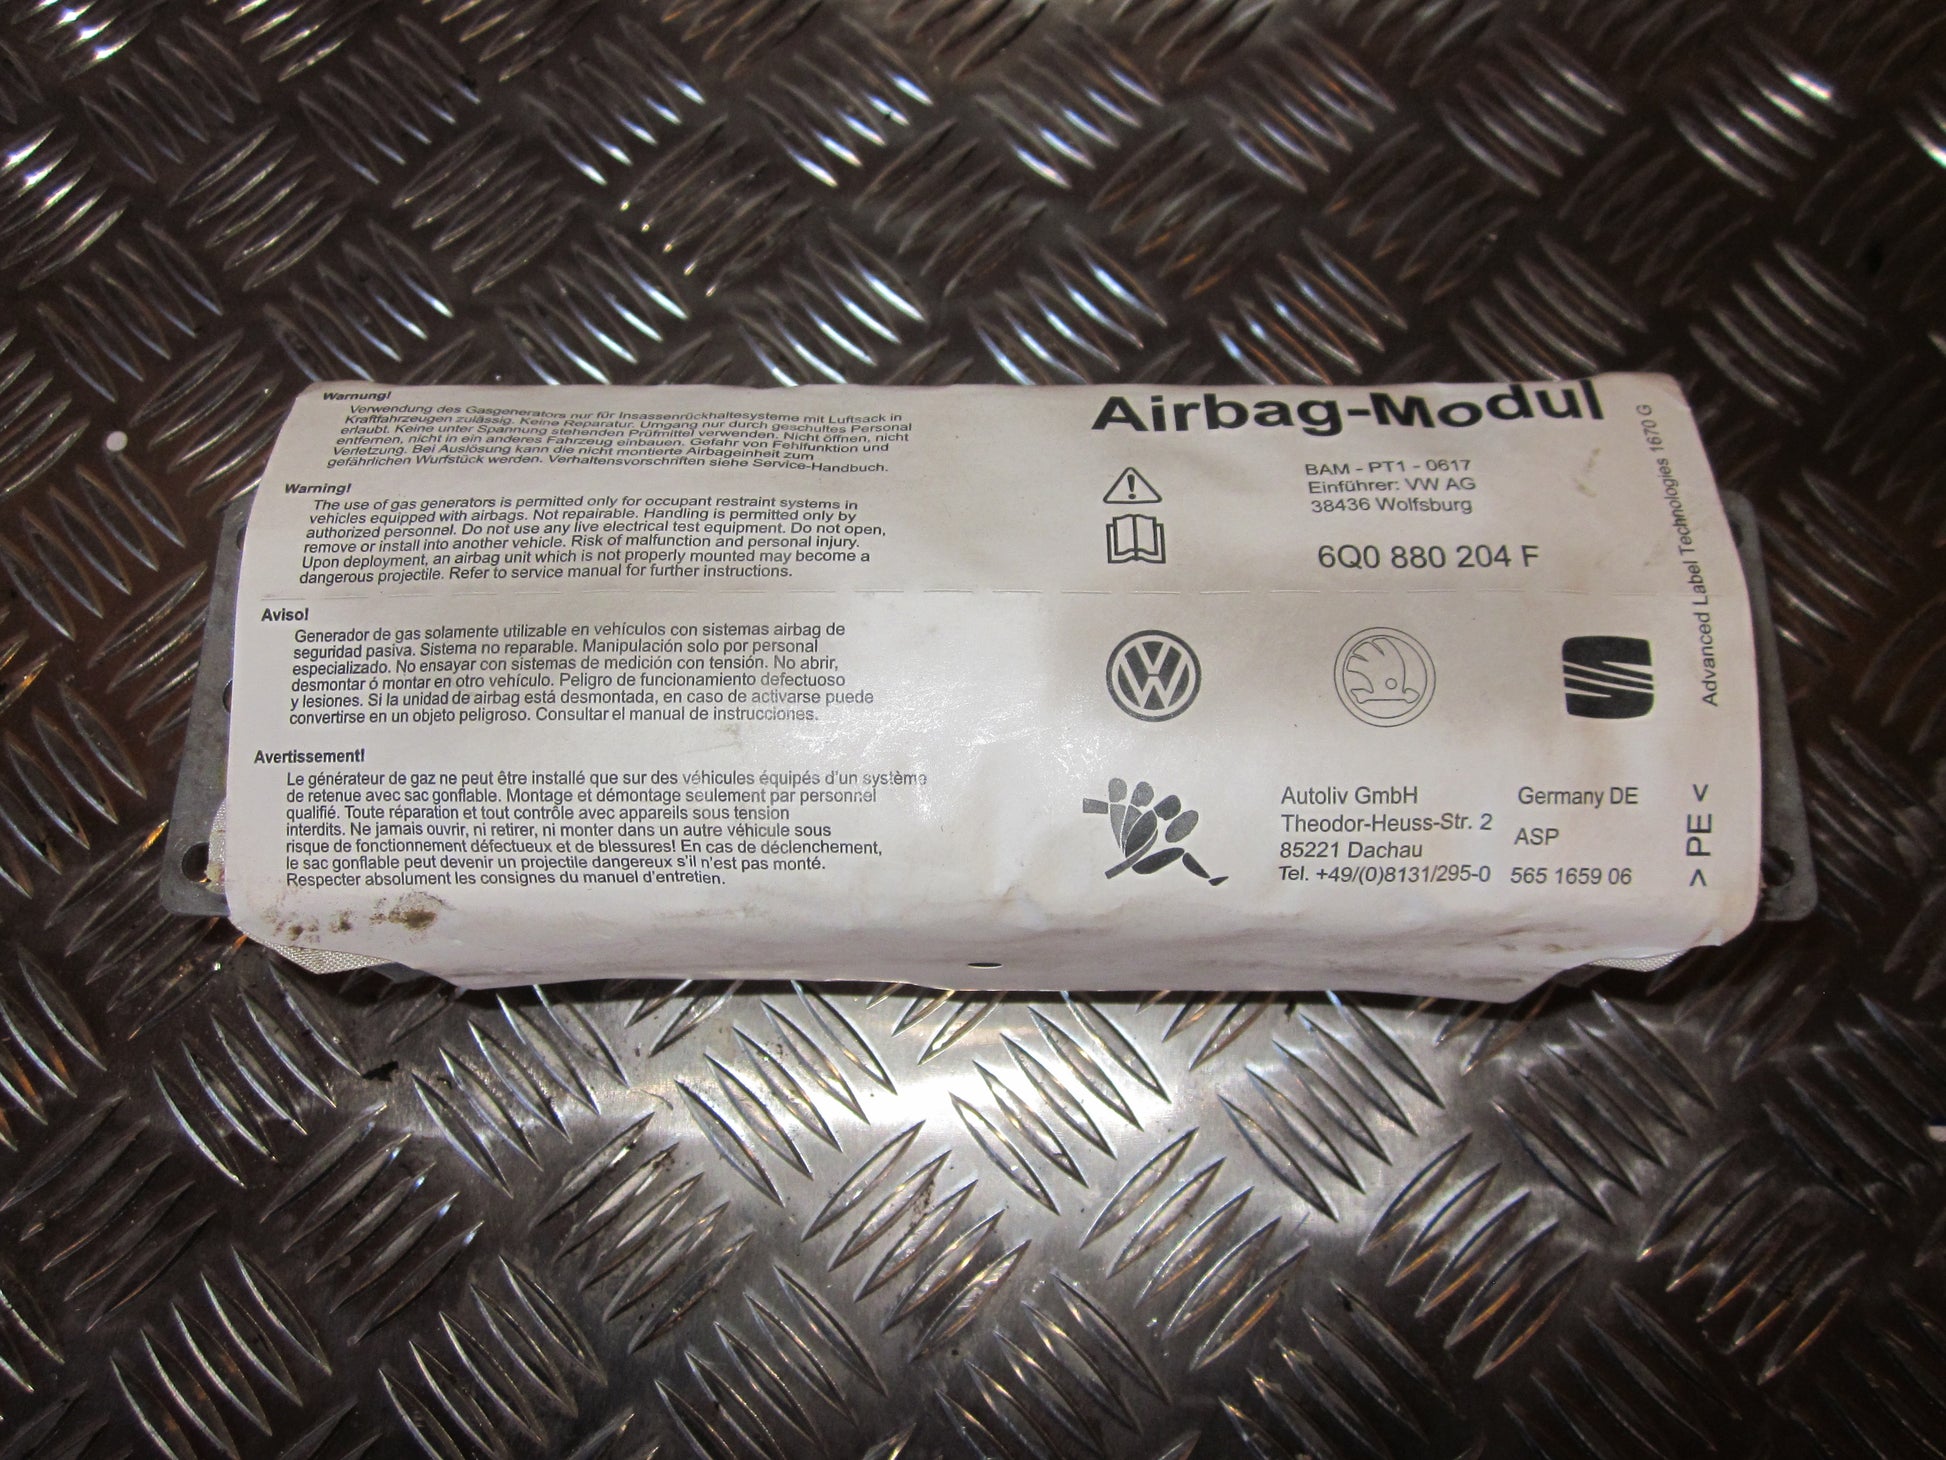 Warnung!
Verwendung des Gasgenerators nur für Insassenrückhaltesysteme mit Luftsack in
Kraftfahrzeugen zulässig. Keine Reparatur. Umgang nur durch geschultes Personal
erlaubt. Keine unter Spannung stehenden Prüfmittel verwenden. Nicht öffnen, nicht
entfernen, nicht in ein anderes Fahrzeug einbauen. Gefahr von Fehlfunktion und
Verletzung. Bei Auslösung kann die nicht montierte Airbageinheit zum
gefährlichen Wurfstück werden. Verhaltensvorschriften siehe Service-Handbuch.
Warning!
The use of gas generators is permitted only for occupant restraint systems in
vehicles equipped with airbags. Not repairable. Handling is permitted only by
authorized personnel. Do not use any live electrical test equipment. Do not open,
remove or install into another vehicle. Risk of malfunction and personal injury.
Upon deployment, an airbag unit which is not properly mounted may become a
dangerous projectile. Refer to service manual for further instructions.
Aviso!
Generador de gas solamente utilizable en vehículos con sistemas airbag de
seguridad pasiva. Sistema no reparable. Manipulación solo por personal
especializado. No ensayar con sistemas de medición con tensión. No abrir,
desmontar ó montar en otro vehículo. Peligro de funcionamiento defectuoso
y lesiones. Si la unidad de airbag está desmontada, en caso de activarse puede
convertirse en un objeto peligroso. Consultar el manual de instrucciones.
Avertissement!
Le générateur de gaz ne peut être installé que sur des véhicules équipés d'un système
de retenue avec sac gonflable. Montage et démontage seulement par personnel
qualifié. Toute réparation et tout contrôle avec appareils sous tension
interdits. Ne jamais ouvrir, ni retirer, ni monter dans un autre véhicule sous
risque de fonctionnement défectueux et de blessures! En cas de déclenchement,
le sac gonflable peut devenir un projectile dangereux s'il n'est pas monté.
Respecter absolument les consignes du manuel d'entretien.
Airbag-Modul
BAM - PT1 - 0617
Einführer: VW AG
38436 Wolfsburg
6Q0 880 204 F
Autoliv GmbH
Theodor-Heuss-Str. 2
85221 Dachau
Tel. +49/(0)8131/295-0
Germany DE
ASP
565 1659 06
Advanced Label Technologies 1670 G
> PE <